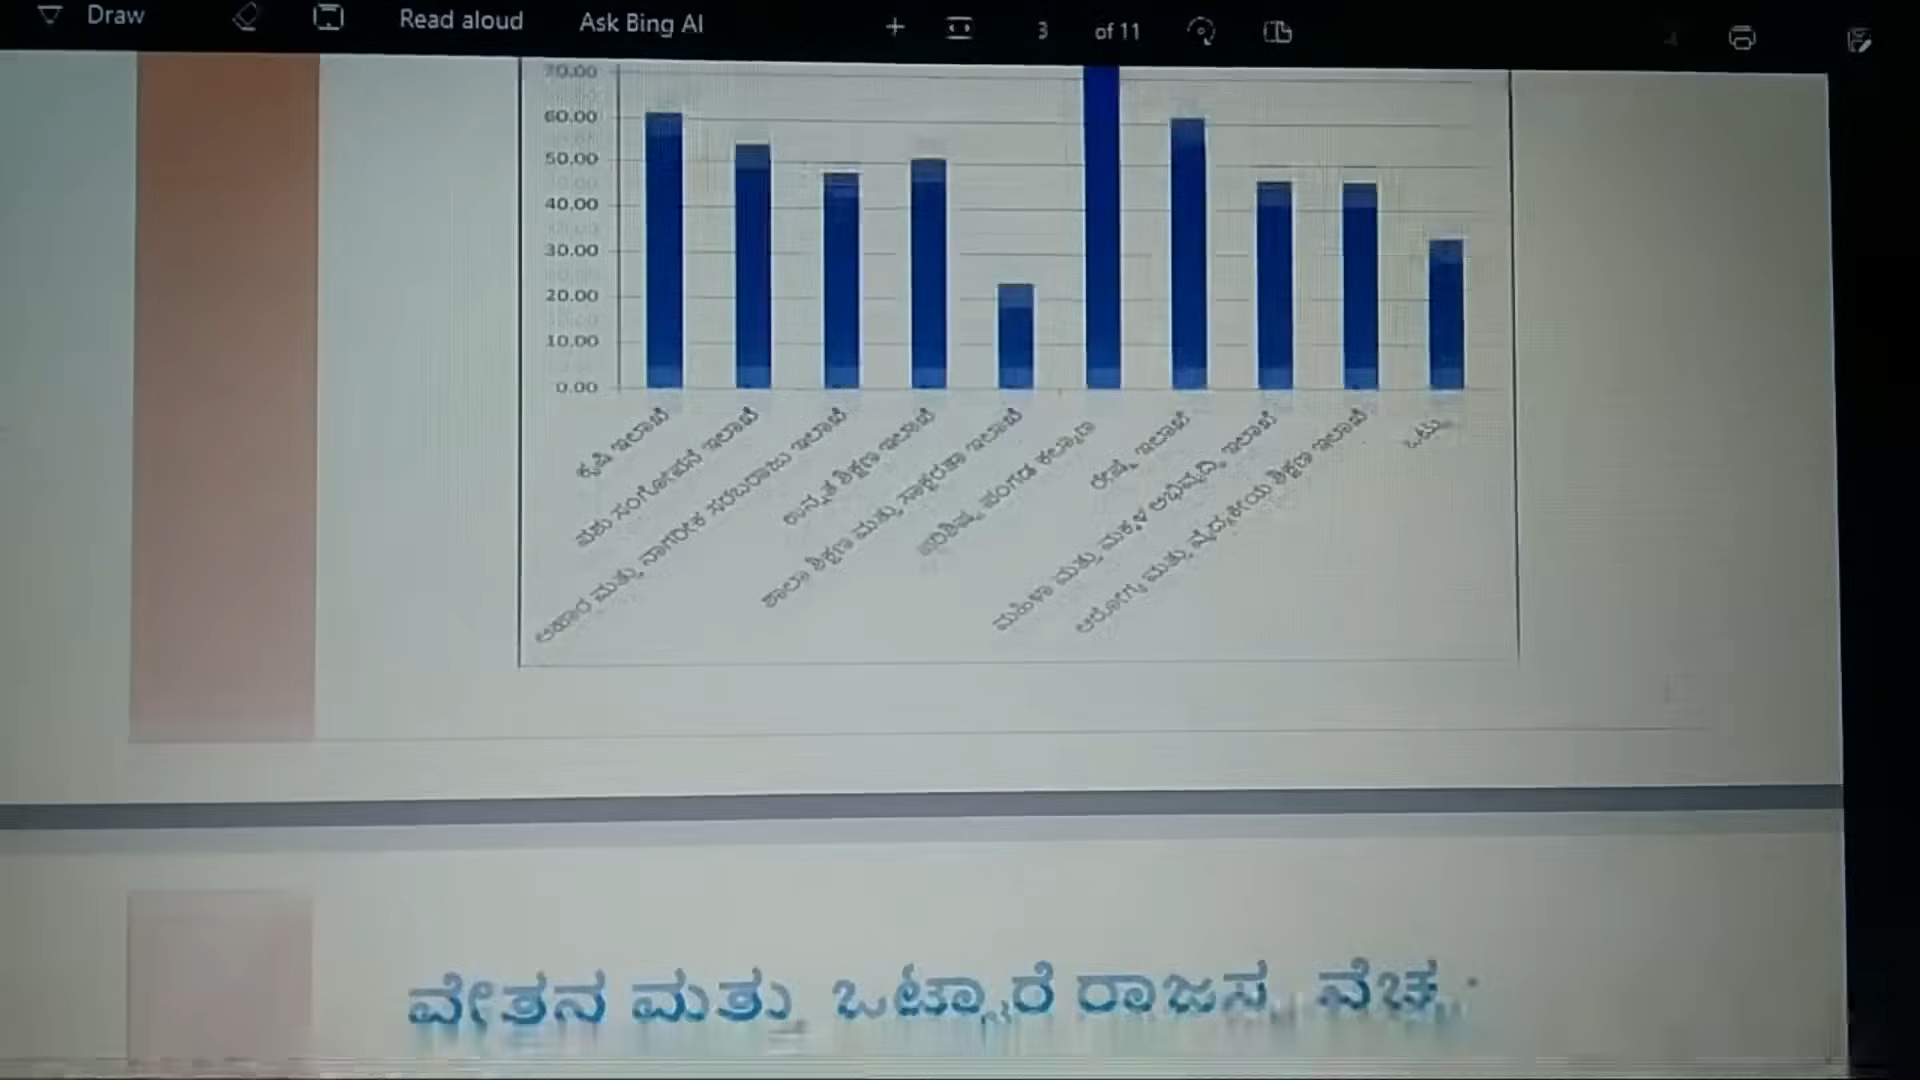 Draw
Read aloud
Ask Bing AI
3
of 11
70.00
60.00
50.00
40.00
30.00
20.00
10.00
0.00
ಕೃಷಿ ಇಲಾಖೆ
ಪಶು ಸಂಗೋಪನೆ ಇಲಾಖೆ
ಆಹಾರ ಮತ್ತು ನಾಗರೀಕ ಸರಬರಾಜು ಇಲಾಖೆ
ಉನ್ನತ ಶಿಕ್ಷಣ ಇಲಾಖೆ
ಶಾಲಾ ಶಿಕ್ಷಣ ಮತ್ತು ಸಾಕ್ಷರತಾ ಇಲಾಖೆ
ಪರಿಶಿಷ್ಟ ಪಂಗಡ ಕಲ್ಯಾಣ
ರೇಷ್ಮೆ ಇಲಾಖೆ
ಮಹಿಳಾ ಮತ್ತು ಮಕ್ಕಳ ಅಭಿವೃದ್ಧಿ ಇಲಾಖೆ
ಆರೋಗ್ಯ ಮತ್ತು ವೈದ್ಯಕೀಯ ಶಿಕ್ಷಣ ಇಲಾಖೆ
ಒಟ್ಟು
ವೇತನ ಮತ್ತು ಒಟ್ಟಾರೆ ರಾಜಸ್ವ ವೆಚ್ಚ